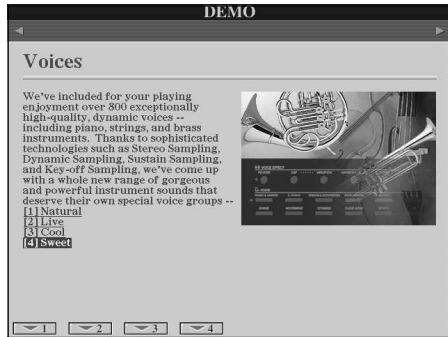 DEMO
Voices
We've included for your playing
enjoyment over 800 exceptionally
high-quality, dynamic voices --
including piano, strings, and brass
instruments. Thanks to sophisticated
technologies such as Stereo Sampling,
Dynamic Sampling, Sustain Sampling,
and Key-off Sampling, we've come up
with a whole new range of gorgeous
and powerful instrument sounds that
deserve their own special voice groups --
[1] Natural
[2] Live
[3] Cool
[4] Sweet
VOICE EFFECT
1 2 3 4